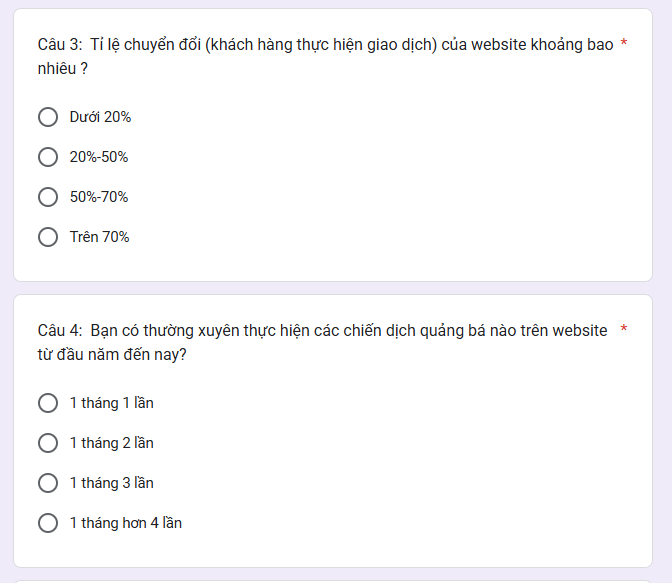 Câu 3: Tỉ lệ chuyển đổi (khách hàng thực hiện giao dịch) của website khoảng bao *
nhiêu ?
Dưới 20%
20%-50%
50%-70%
Trên 70%
Câu 4: Bạn có thường xuyên thực hiện các chiến dịch quảng bá nào trên website *
từ đầu năm đến nay?
1 tháng 1 lần
1 tháng 2 lần
1 tháng 3 lần
1 tháng hơn 4 lần